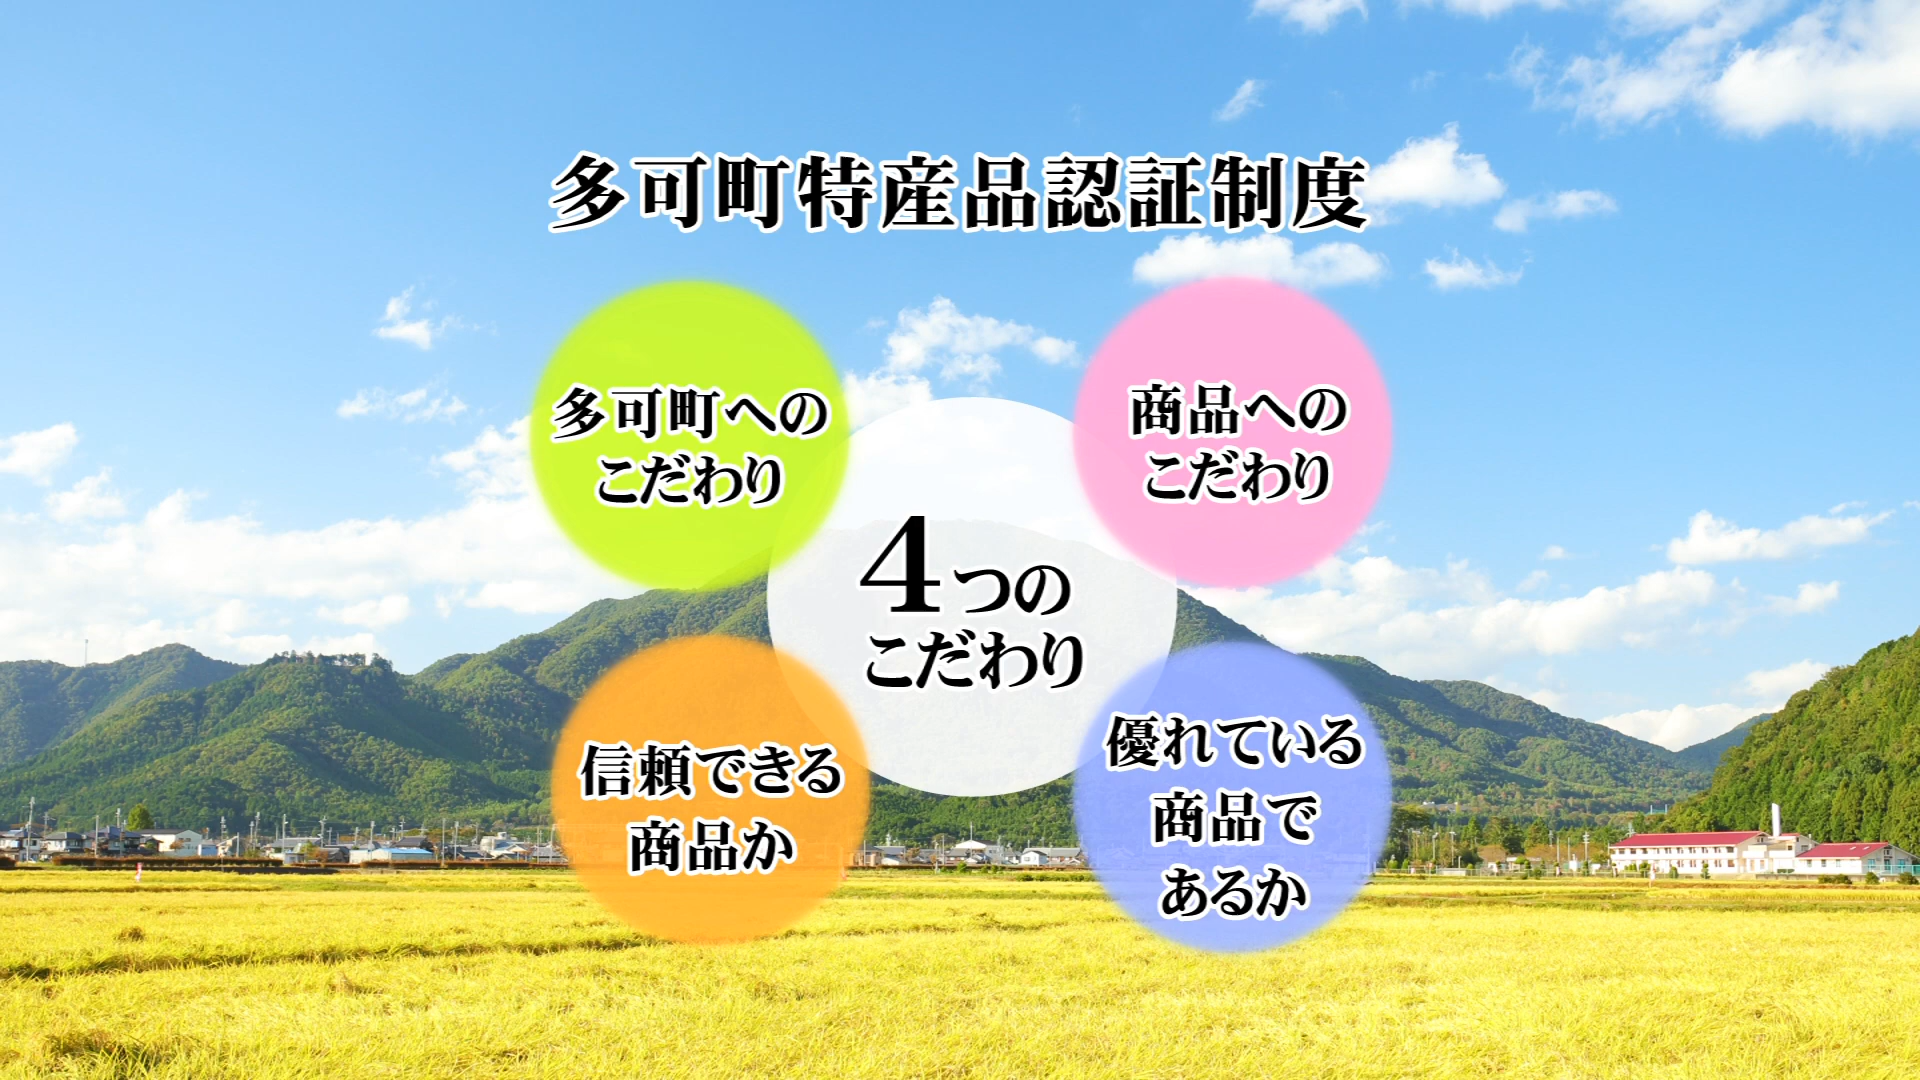 多可町特産品認証制度
多可町への
こだわり
商品への
こだわり
4つの
こだわり
信頼できる
商品か
優れている
商品で
あるか